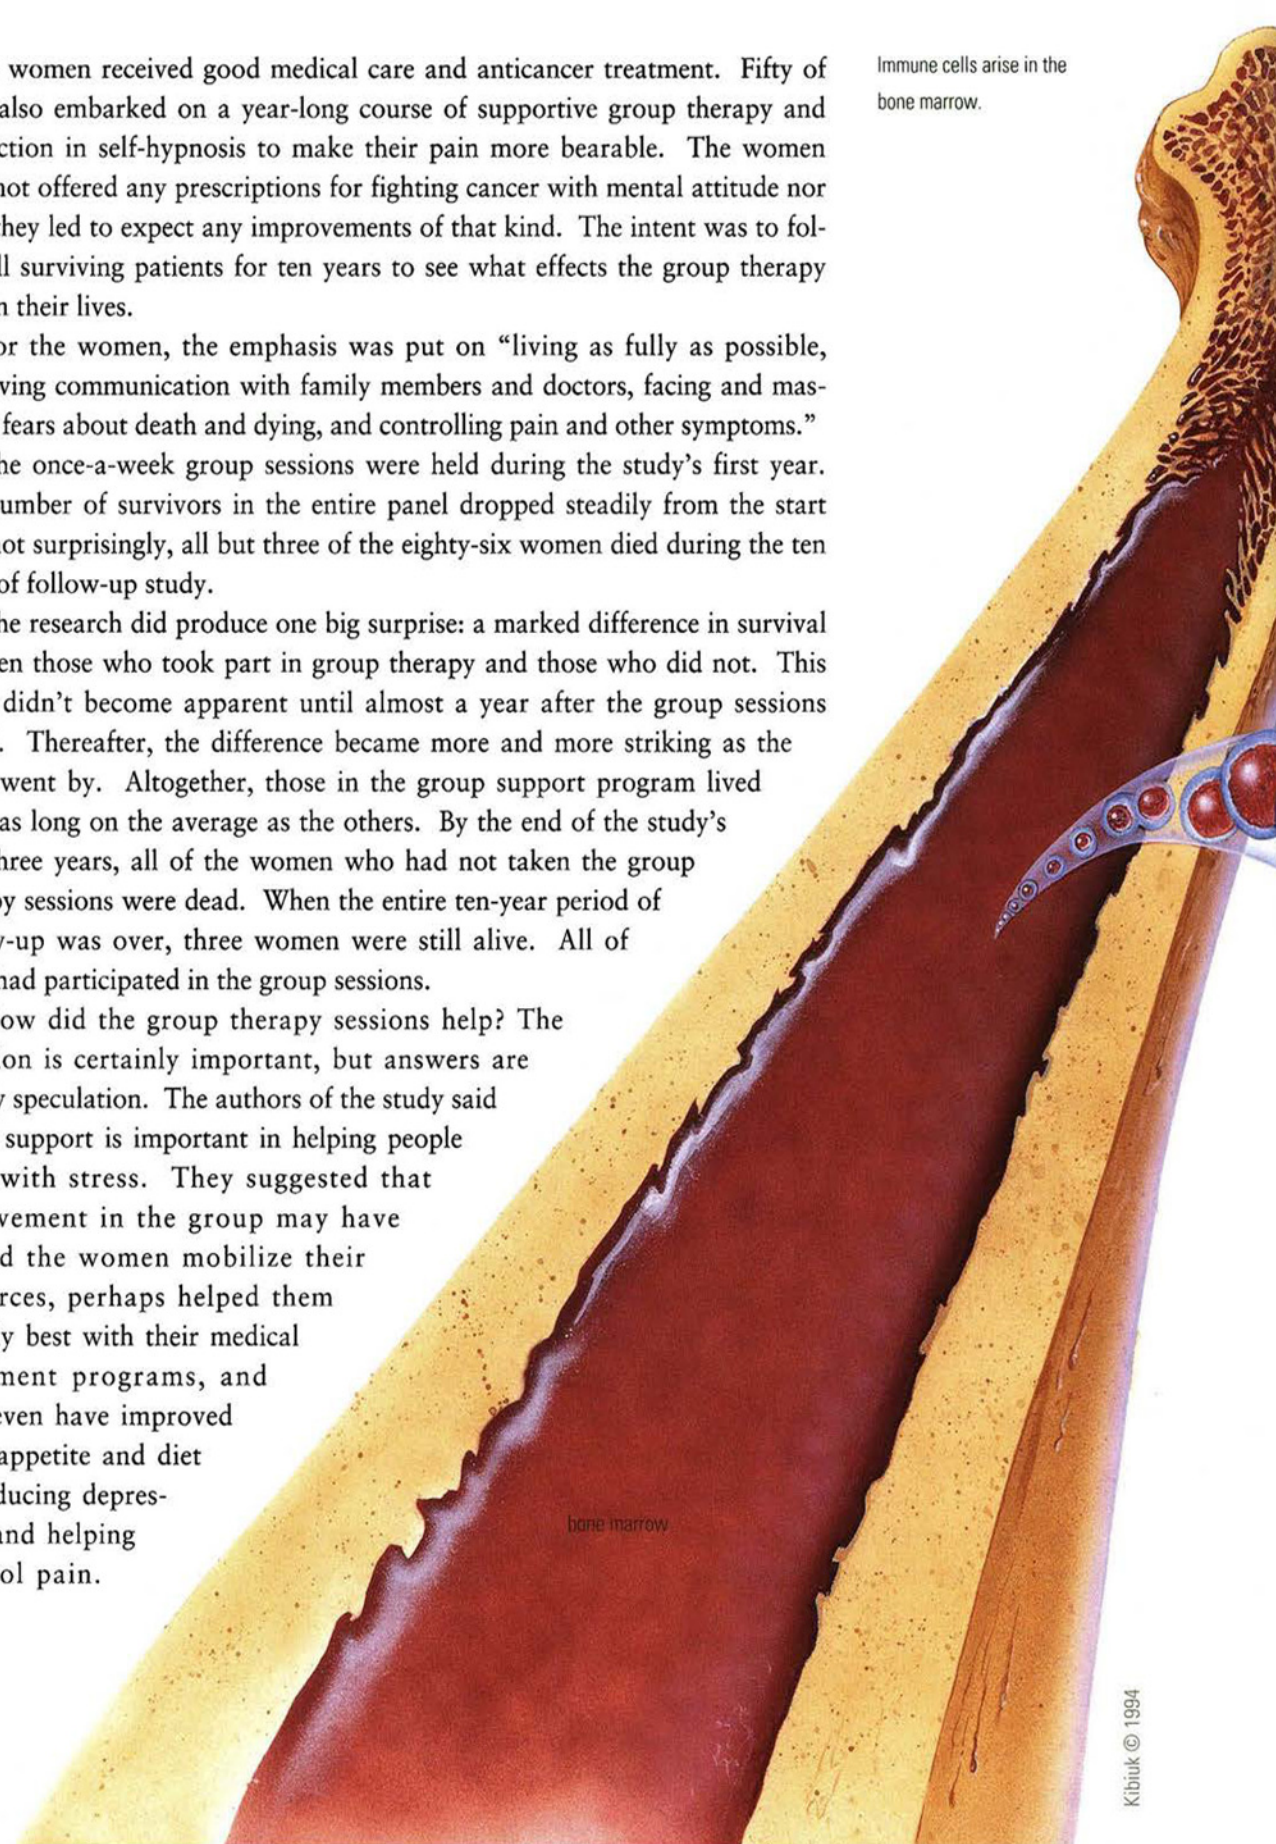 women received good medical care and anticancer treatment. Fifty of
also embarked on a year-long course of supportive group therapy and
ction in self-hypnosis to make their pain more bearable. The women
not offered any prescriptions for fighting cancer with mental attitude nor
hey led to expect any improvements of that kind. The intent was to fol-
ll surviving patients for ten years to see what effects the group therapy
n their lives.
or the women, the emphasis was put on “living as fully as possible,
ving communication with family members and doctors, facing and mas-
fears about death and dying, and controlling pain and other symptoms.”
he once-a-week group sessions were held during the study’s first year.
umber of survivors in the entire panel dropped steadily from the start
ot surprisingly, all but three of the eighty-six women died during the ten
of follow-up study.
he research did produce one big surprise: a marked difference in survival
en those who took part in group therapy and those who did not. This
didn’t become apparent until almost a year after the group sessions
. Thereafter, the difference became more and more striking as the
went by. Altogether, those in the group support program lived
as long on the average as the others. By the end of the study’s
hree years, all of the women who had not taken the group
y sessions were dead. When the entire ten-year period of
-up was over, three women were still alive. All of
had participated in the group sessions.
ow did the group therapy sessions help? The
on is certainly important, but answers are
speculation. The authors of the study said
support is important in helping people
with stress. They suggested that
vement in the group may have
d the women mobilize their
rces, perhaps helped them
y best with their medical
ment programs, and
even have improved
appetite and diet
ducing depres-
and helping
ol pain.
Immune cells arise in the
bone marrow.
bone marrow
Kibiuk © 1994